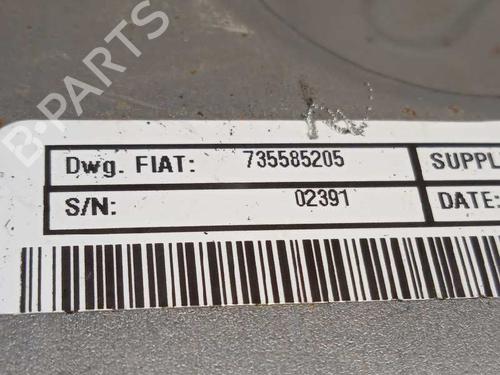 B-PARTS
Dwg. FIAT: 735585205 SUPPL
S/N: 02391 DATE: